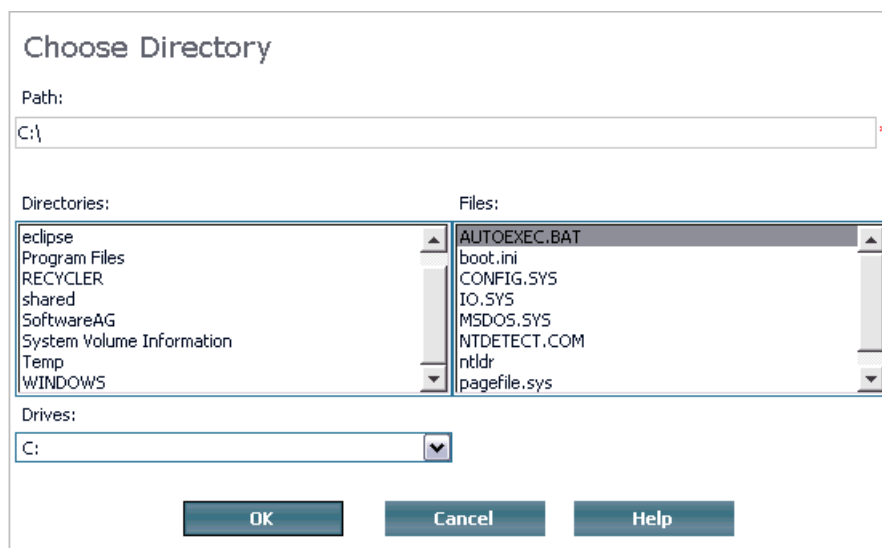 Choose Directory
Path:
C:\
*
Directories:
Files:
eclipse
Program Files
RECYCLER
shared
SoftwareAG
System Volume Information
Temp
WINDOWS
AUTOEXEC.BAT
boot.ini
CONFIG.SYS
IO.SYS
MSDOS.SYS
NTDETECT.COM
ntldr
pagefile.sys
Drives:
C:
OK
Cancel
Help